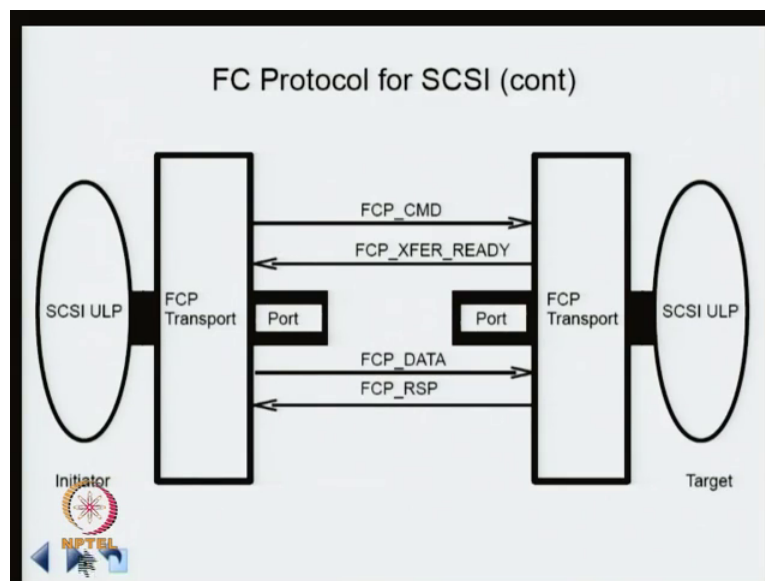 FC Protocol for SCSI (cont)
FCP_CMD
FCP_XFER_READY
SCSI ULP
FCP
Transport
Port
Port
FCP
Transport
SCSI ULP
FCP_DATA
FCP_RSP
Initiator
Target
NPTEL